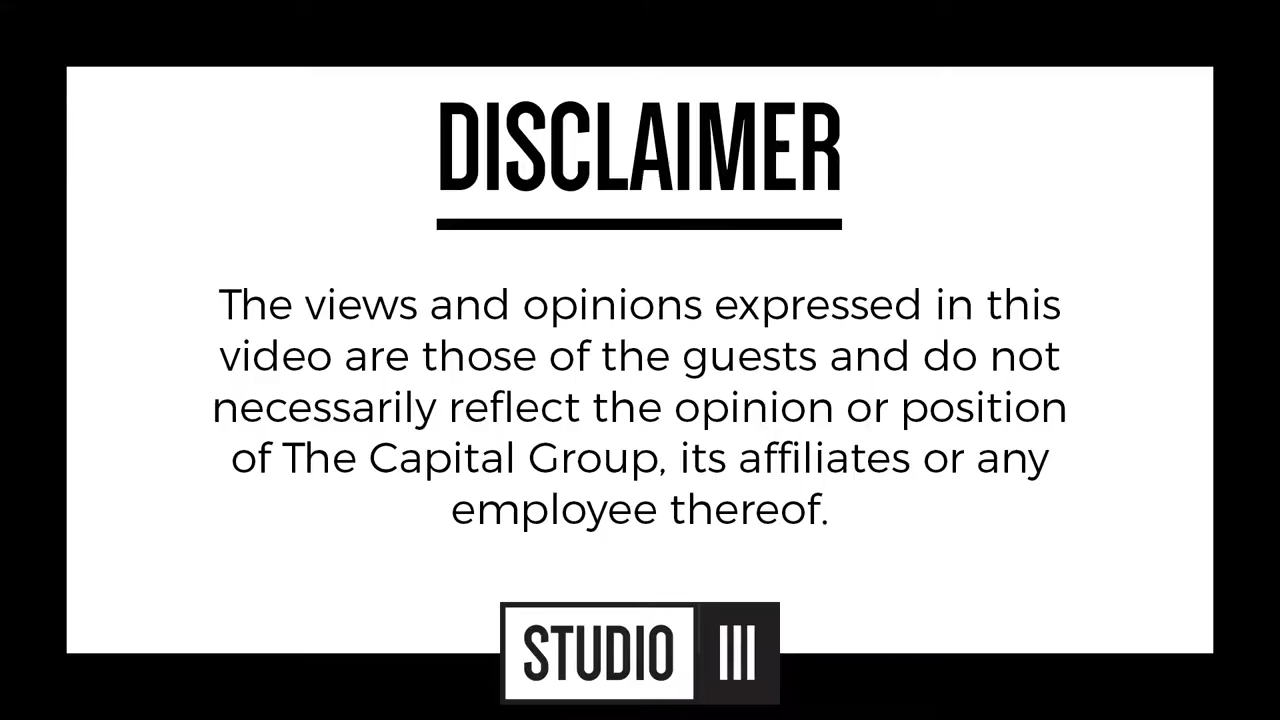 DISCLAIMER
The views and opinions expressed in this
video are those of the guests and do not
necessarily reflect the opinion or position
of The Capital Group, its affiliates or any
employee thereof.
STUDIO III